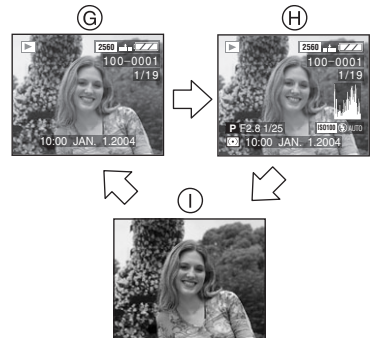 G
2560
100-0001
1/19
10:00 JAN. 1.2004
H
2560
100-0001
1/19
P F2.8 1/25 ISO100 AUTO
10:00 JAN. 1.2004
I